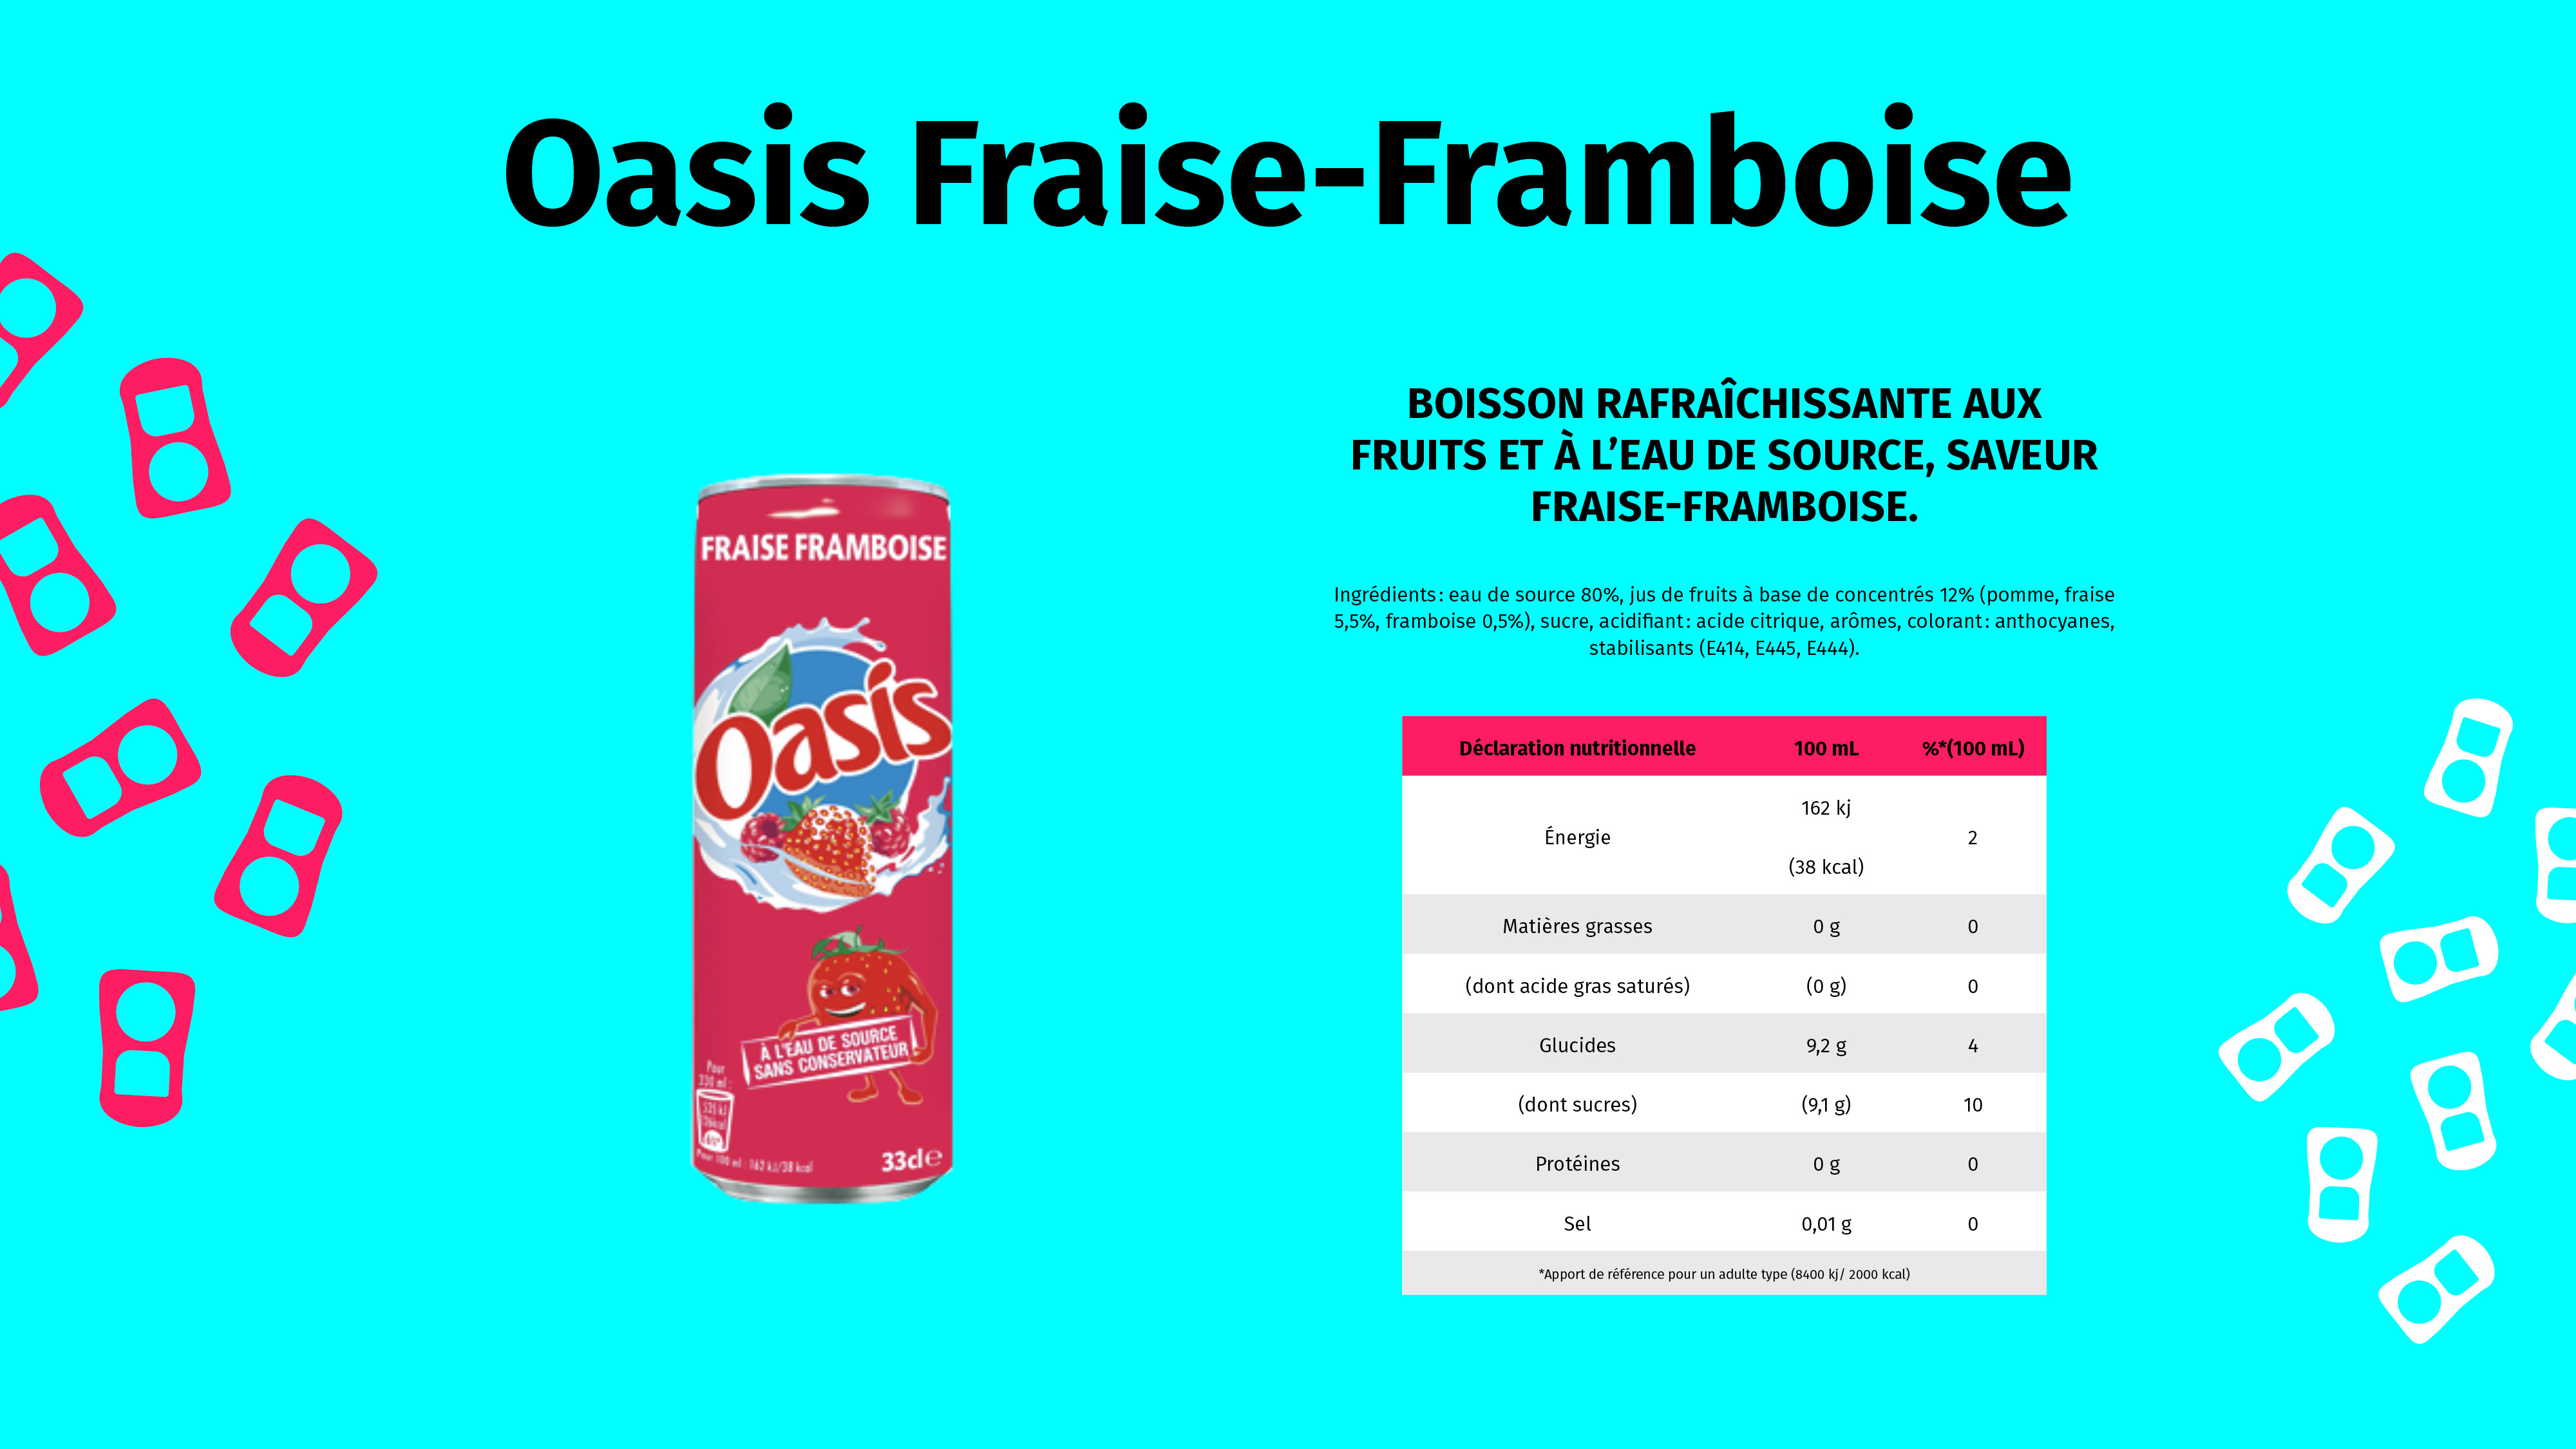 Oasis Fraise-Framboise
BOISSON RAFRAÎCHISSANTE AUX
FRUITS ET À L’EAU DE SOURCE, SAVEUR
FRAISE-FRAMBOISE.
Ingrédients : eau de source 80%, jus de fruits à base de concentrés 12% (pomme, fraise
5,5%, framboise 0,5%), sucre, acidifiant : acide citrique, arômes, colorant : anthocyanes,
stabilisants (E414, E445, E444).
FRAISE FRAMBOISE
Oasis
À L'EAU DE SOURCE
SANS CONSERVATEUR
Pour
330 ml :
Pour 100 ml : 162 kJ/38 kcal
33cl℮
Déclaration nutritionnelle 100 mL %*(100 mL)
162 kj
Énergie 2
(38 kcal)
Matières grasses 0 g 0
(dont acide gras saturés) (0 g) 0
Glucides 9,2 g 4
(dont sucres) (9,1 g) 10
Protéines 0 g 0
Sel 0,01 g 0
*Apport de référence pour un adulte type (8400 kj/ 2000 kcal)